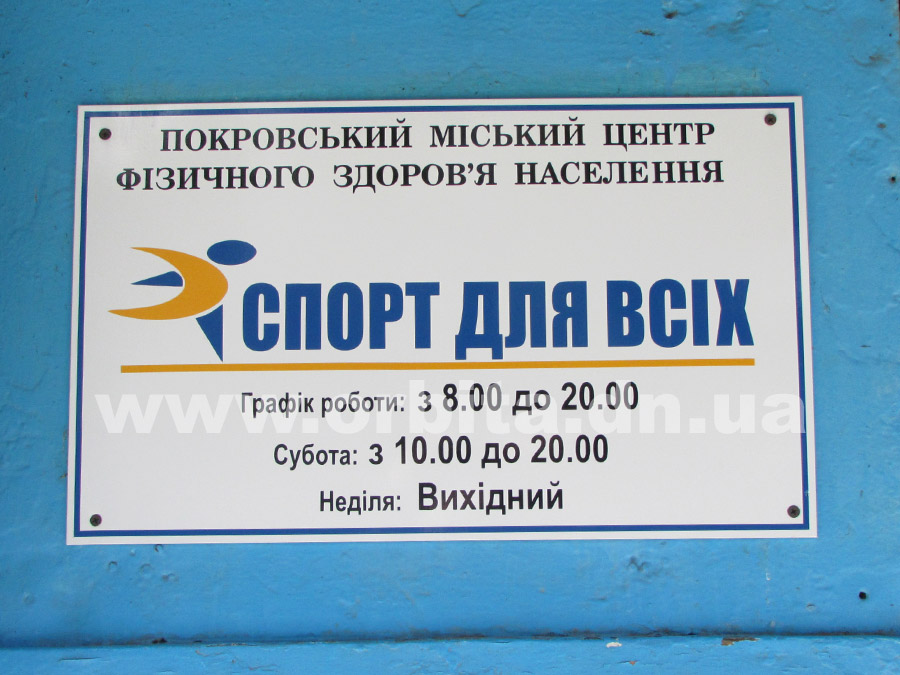 ПОКРОВСЬКИЙ МІСЬКИЙ ЦЕНТР
ФІЗИЧНОГО ЗДОРОВ'Я НАСЕЛЕННЯ
СПОРТ ДЛЯ ВСІХ
Графік роботи: з 8.00 до 20.00
www.orbita.dn.ua
Субота: з 10.00 до 20.00
Неділя: Вихідний